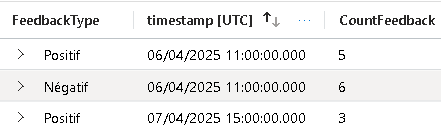 FeedbackType timestamp [UTC] ↑↓ ... CountFeedback
> Positif 06/04/2025 11:00:00.000 5
> Négatif 06/04/2025 11:00:00.000 6
> Positif 07/04/2025 15:00:00.000 3